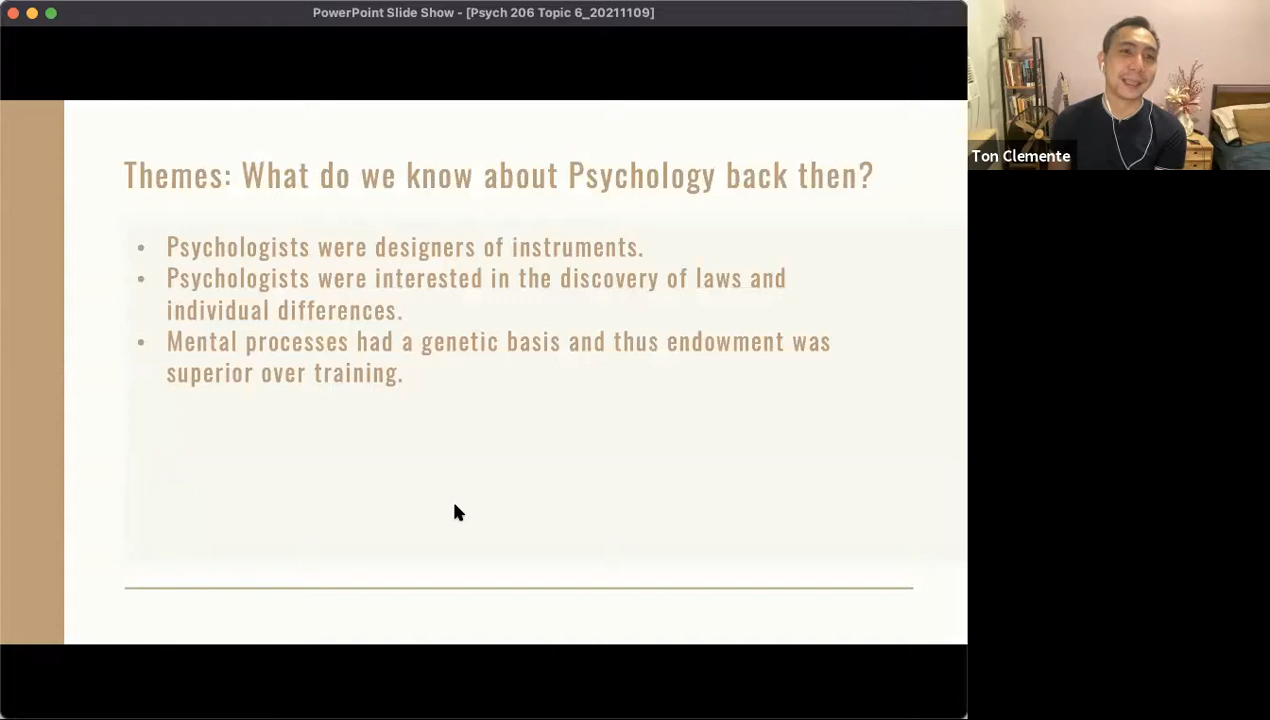 PowerPoint Slide Show - [Psych 206 Topic 6_20211109]
Themes: What do we know about Psychology back then?
• Psychologists were designers of instruments.
• Psychologists were interested in the discovery of laws and
individual differences.
• Mental processes had a genetic basis and thus endowment was
superior over training.
Ton Clemente